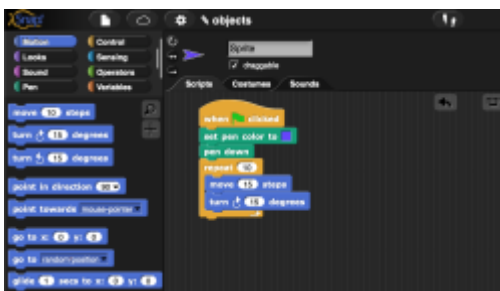 Snap!
objects
Motion
Control
Looks
Sensing
Sound
Operators
Pen
Variables
Sprite
draggable
Scripts
Costumes
Sounds
move 10 steps
turn 15 degrees
turn 15 degrees
point in direction 90
point towards mouse-pointer
go to x: 0 y: 0
go to random position
glide 1 secs to x: 0 y: 0
when clicked
set pen color to
pen down
repeat 10
move 15 steps
turn 15 degrees